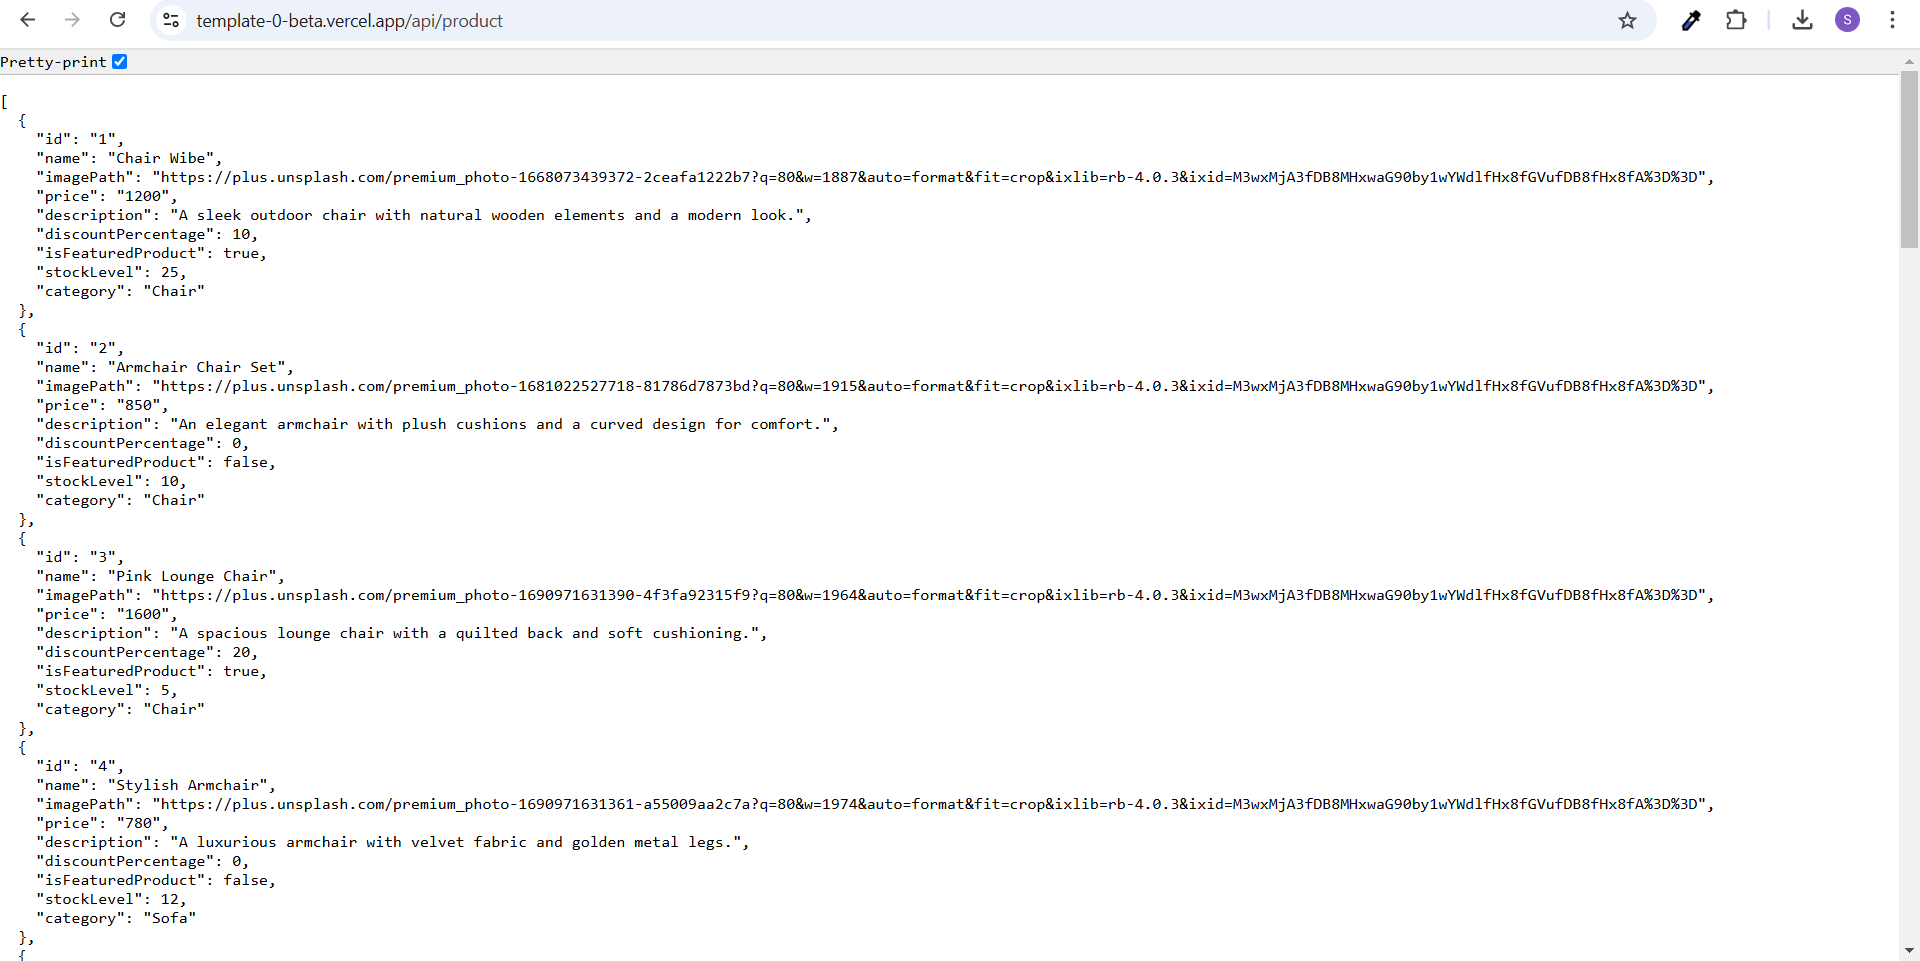 template-0-beta.vercel.app/api/product
S
Pretty-print
[
  {
    "id": "1",
    "name": "Chair Wibe",
    "imagePath": "https://plus.unsplash.com/premium_photo-1668073439372-2ceafa1222b7?q=80&w=1887&auto=format&fit=crop&ixlib=rb-4.0.3&ixid=M3wxMjA3fDB8MHxwaG90by1wYWdlfHx8fGVufDB8fHx8fA%3D%3D",
    "price": "1200",
    "description": "A sleek outdoor chair with natural wooden elements and a modern look.",
    "discountPercentage": 10,
    "isFeaturedProduct": true,
    "stockLevel": 25,
    "category": "Chair"
  },
  {
    "id": "2",
    "name": "Armchair Chair Set",
    "imagePath": "https://plus.unsplash.com/premium_photo-1681022527718-81786d7873bd?q=80&w=1915&auto=format&fit=crop&ixlib=rb-4.0.3&ixid=M3wxMjA3fDB8MHxwaG90by1wYWdlfHx8fGVufDB8fHx8fA%3D%3D",
    "price": "850",
    "description": "An elegant armchair with plush cushions and a curved design for comfort.",
    "discountPercentage": 0,
    "isFeaturedProduct": false,
    "stockLevel": 10,
    "category": "Chair"
  },
  {
    "id": "3",
    "name": "Pink Lounge Chair",
    "imagePath": "https://plus.unsplash.com/premium_photo-1690971631390-4f3fa92315f9?q=80&w=1964&auto=format&fit=crop&ixlib=rb-4.0.3&ixid=M3wxMjA3fDB8MHxwaG90by1wYWdlfHx8fGVufDB8fHx8fA%3D%3D",
    "price": "1600",
    "description": "A spacious lounge chair with a quilted back and soft cushioning.",
    "discountPercentage": 20,
    "isFeaturedProduct": true,
    "stockLevel": 5,
    "category": "Chair"
  },
  {
    "id": "4",
    "name": "Stylish Armchair",
    "imagePath": "https://plus.unsplash.com/premium_photo-1690971631361-a55009aa2c7a?q=80&w=1974&auto=format&fit=crop&ixlib=rb-4.0.3&ixid=M3wxMjA3fDB8MHxwaG90by1wYWdlfHx8fGVufDB8fHx8fA%3D%3D",
    "price": "780",
    "description": "A luxurious armchair with velvet fabric and golden metal legs.",
    "discountPercentage": 0,
    "isFeaturedProduct": false,
    "stockLevel": 12,
    "category": "Sofa"
  },
  {